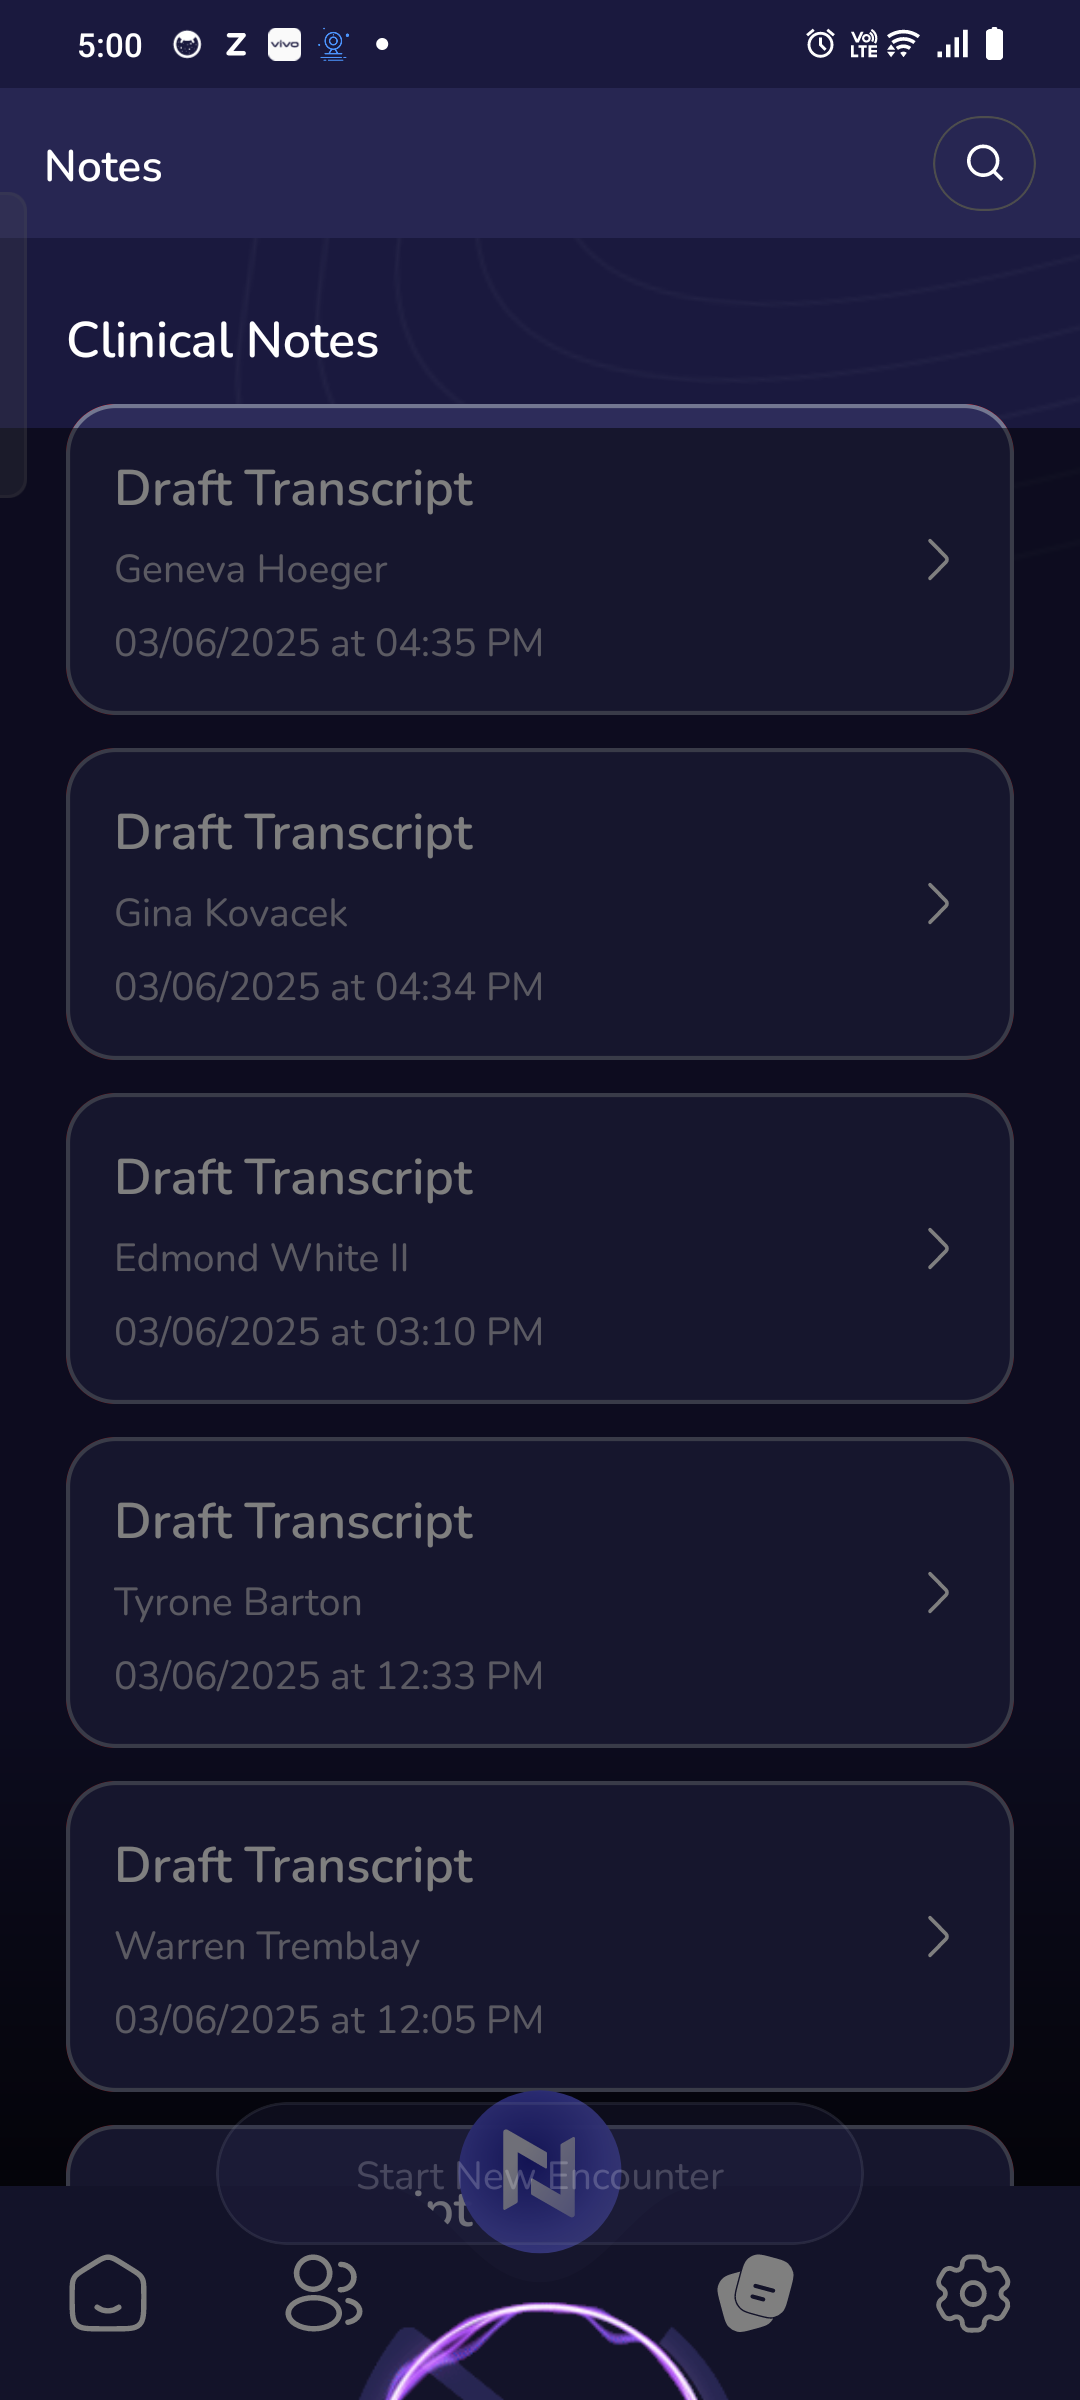 5:00
Z
vivo
Vo))
LTE
Notes
Clinical Notes
Draft Transcript
Geneva Hoeger
03/06/2025 at 04:35 PM
Draft Transcript
Gina Kovacek
03/06/2025 at 04:34 PM
Draft Transcript
Edmond White II
03/06/2025 at 03:10 PM
Draft Transcript
Tyrone Barton
03/06/2025 at 12:33 PM
Draft Transcript
Warren Tremblay
03/06/2025 at 12:05 PM
Start New Encounter